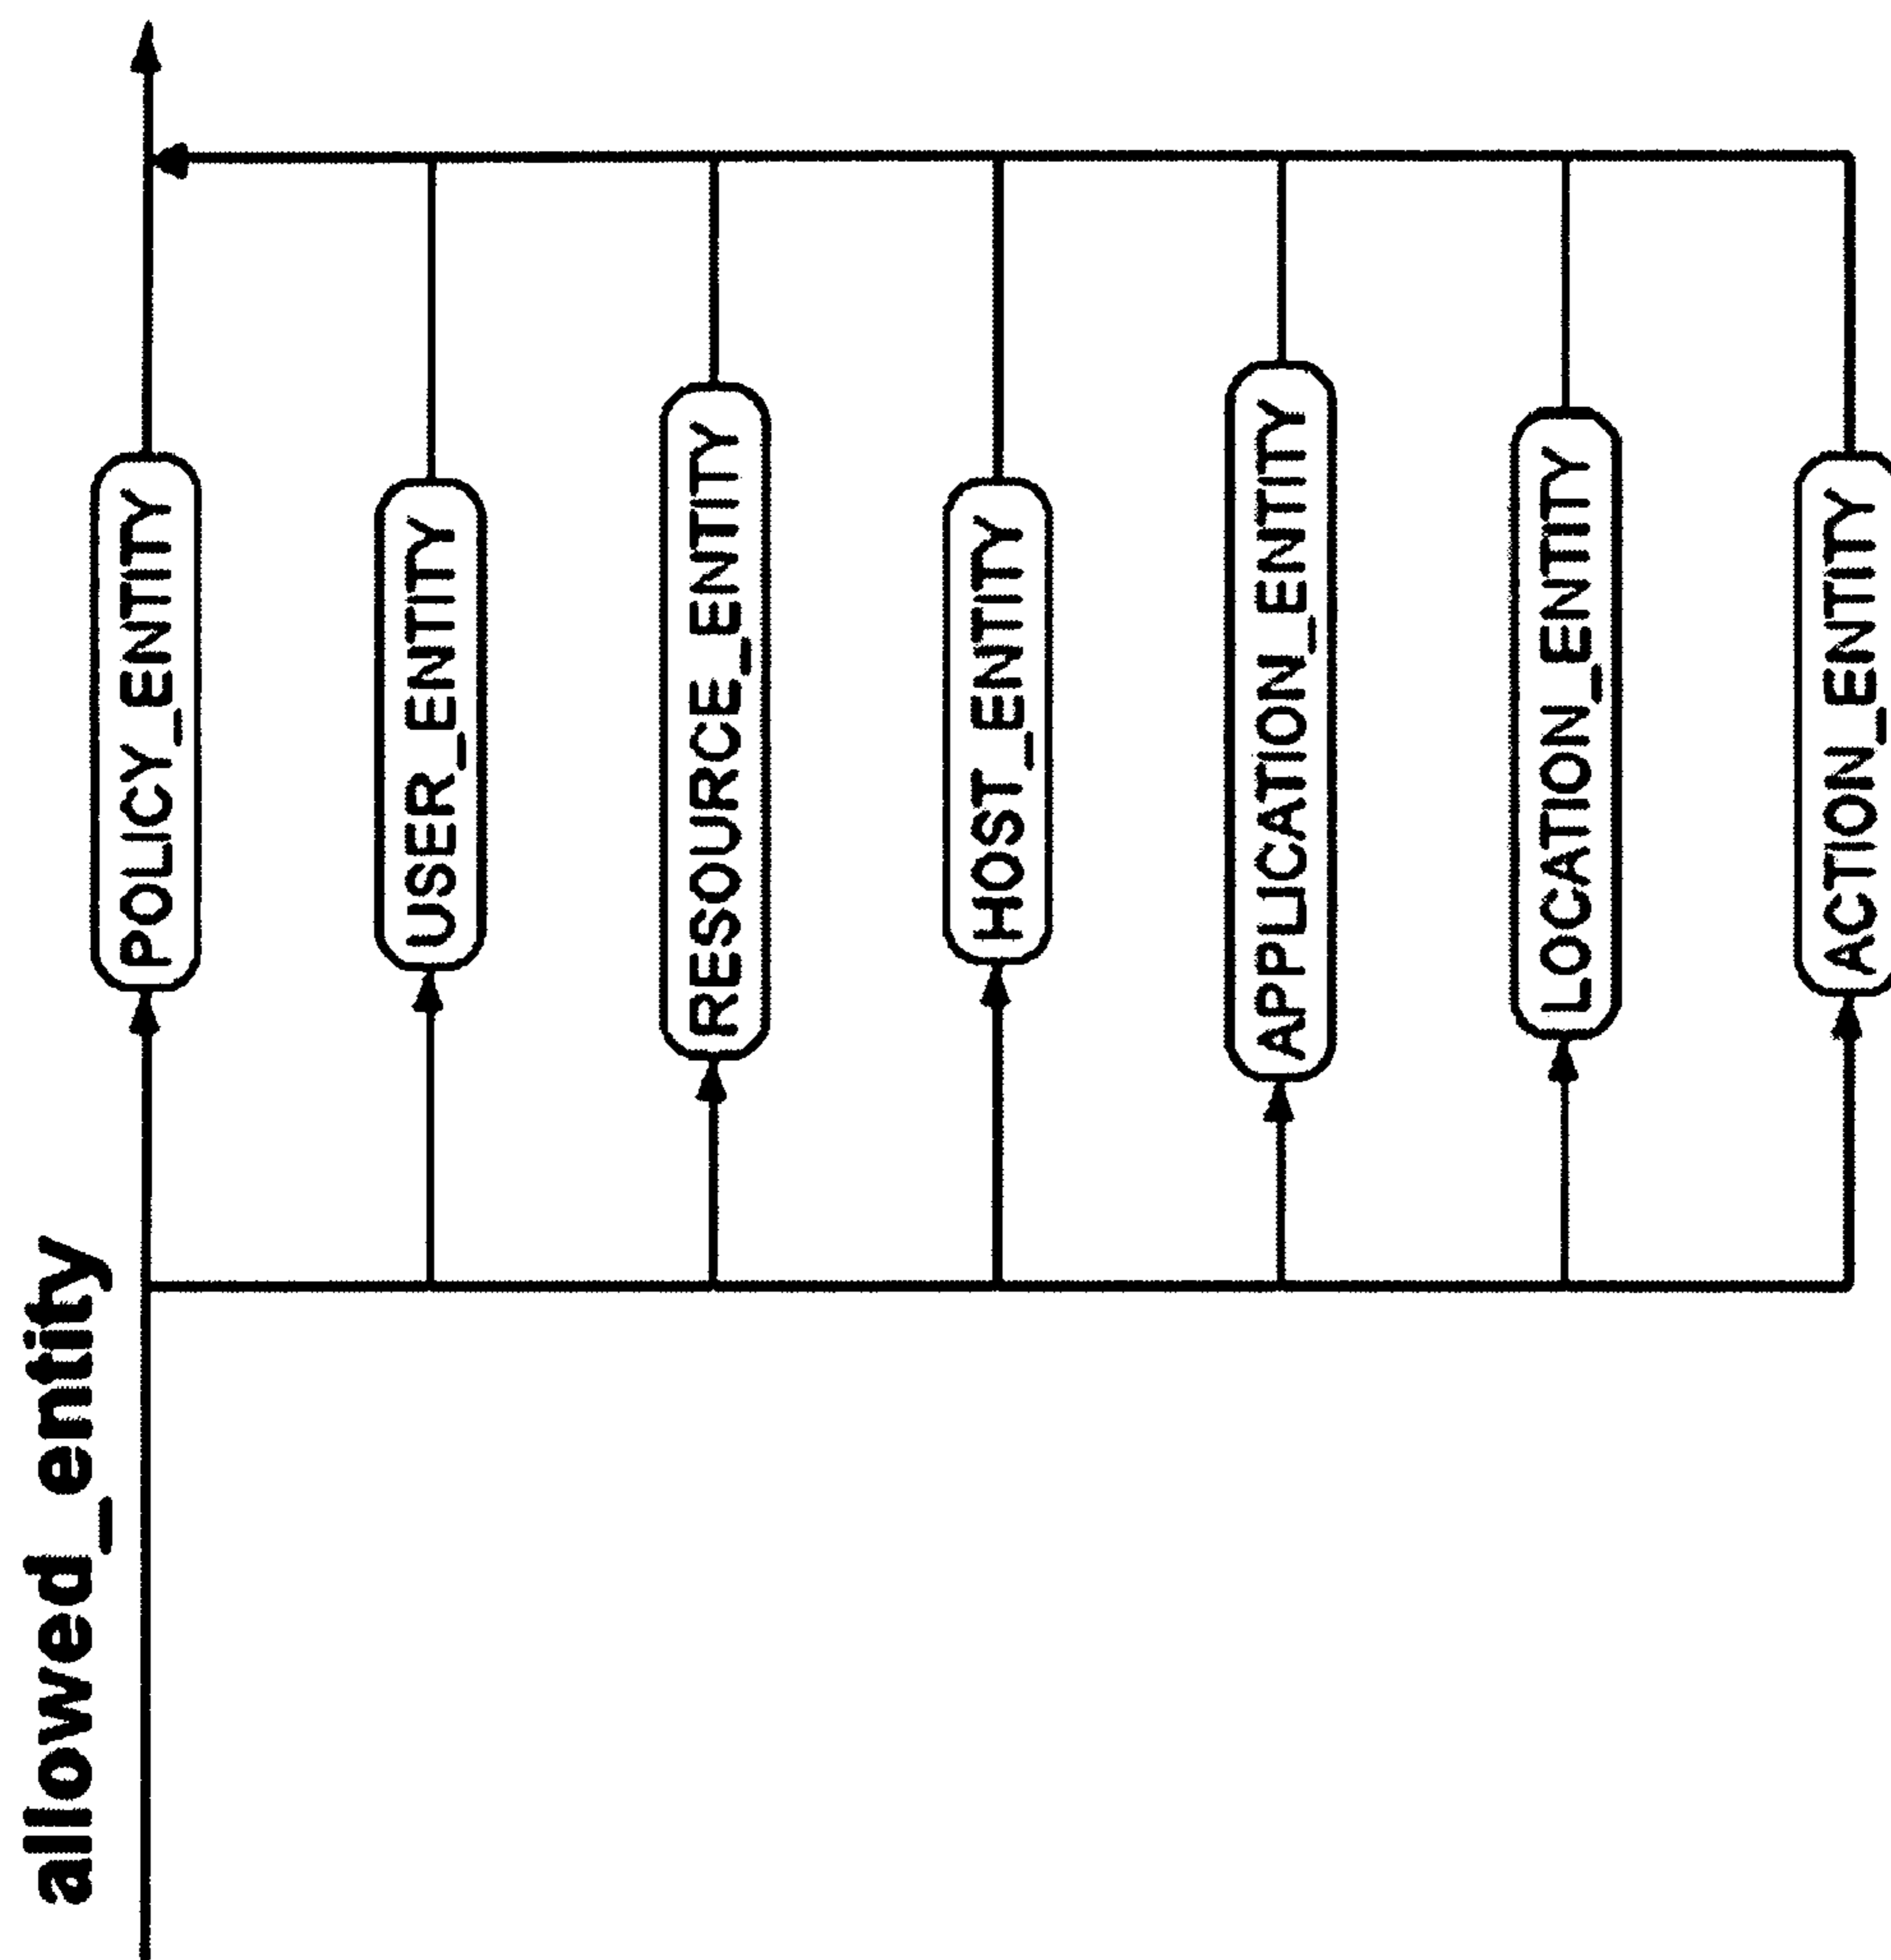 allowed_entity
POLICY_ENTITY
USER_ENTITY
RESOURCE_ENTITY
HOST_ENTITY
APPLICATION_ENTITY
LOCATION_ENTITY
ACTION_ENTITY